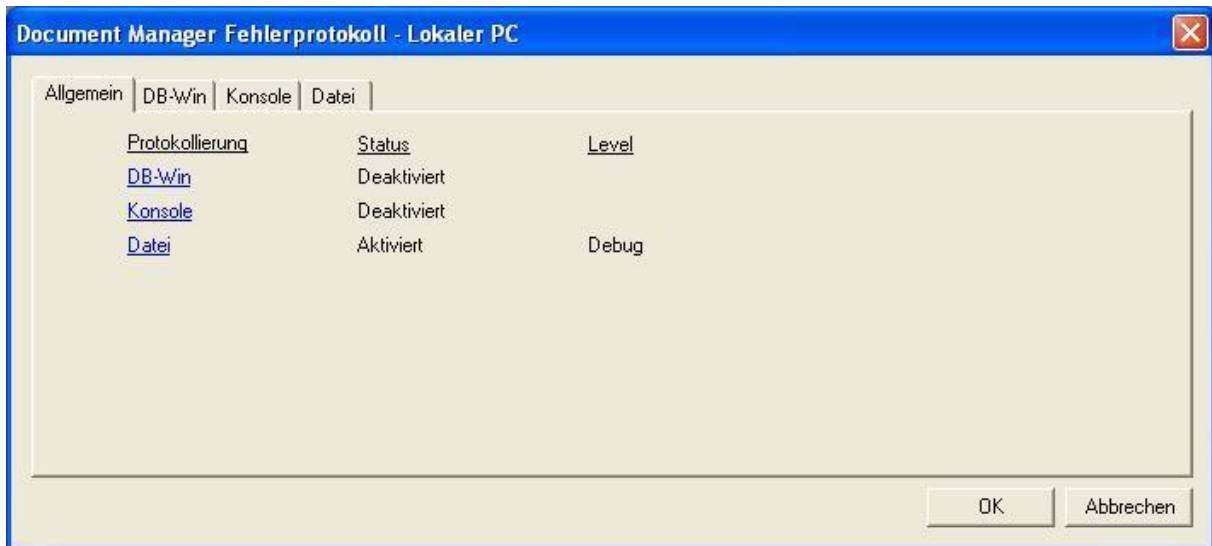 Document Manager Fehlerprotokoll - Lokaler PC
Allgemein DB-Win Konsole Datei
Protokollierung Status Level
DB-Win Deaktiviert
Konsole Deaktiviert
Datei Aktiviert Debug
OK Abbrechen